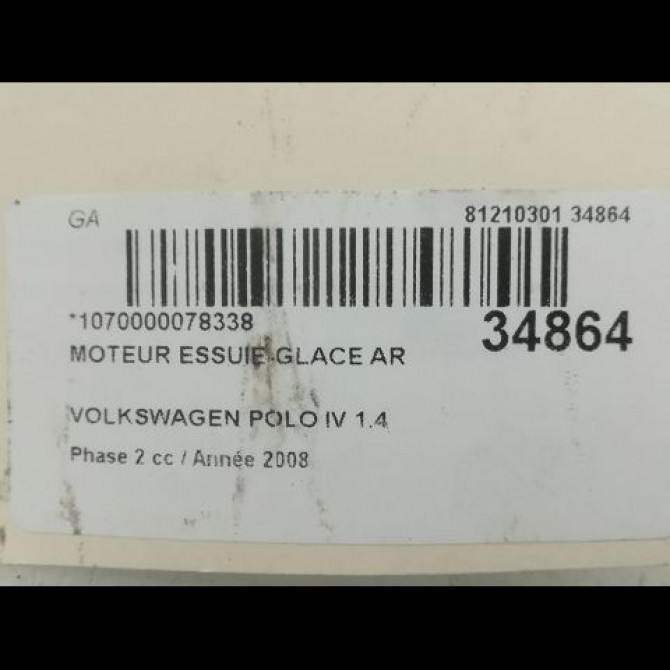 GA
81210301 34864
*1070000078338
34864
MOTEUR ESSUIE-GLACE AR
VOLKSWAGEN POLO IV 1.4
Phase 2 cc / Année 2008